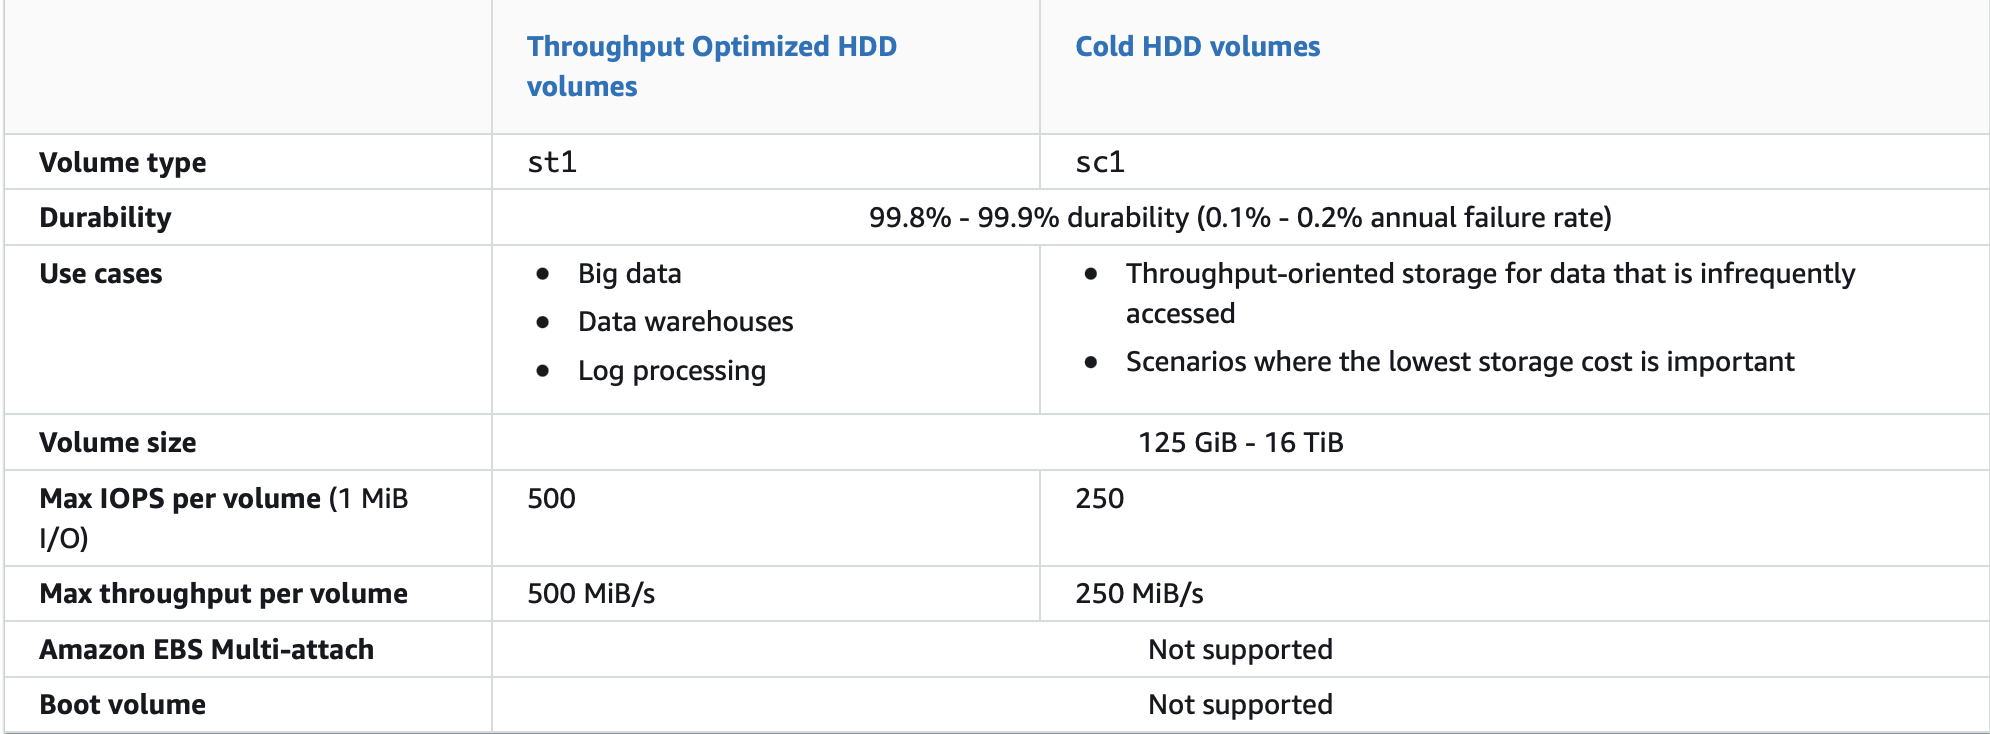 Throughput Optimized HDD volumes
Cold HDD volumes
Volume type
st1
sc1
Durability
99.8% - 99.9% durability (0.1% - 0.2% annual failure rate)
Use cases
● Big data
● Data warehouses
● Log processing
● Throughput-oriented storage for data that is infrequently
accessed
● Scenarios where the lowest storage cost is important
Volume size
125 GiB - 16 TiB
Max IOPS per volume (1 MiB
I/O)
500
250
Max throughput per volume
500 MiB/s
250 MiB/s
Amazon EBS Multi-attach
Not supported
Boot volume
Not supported